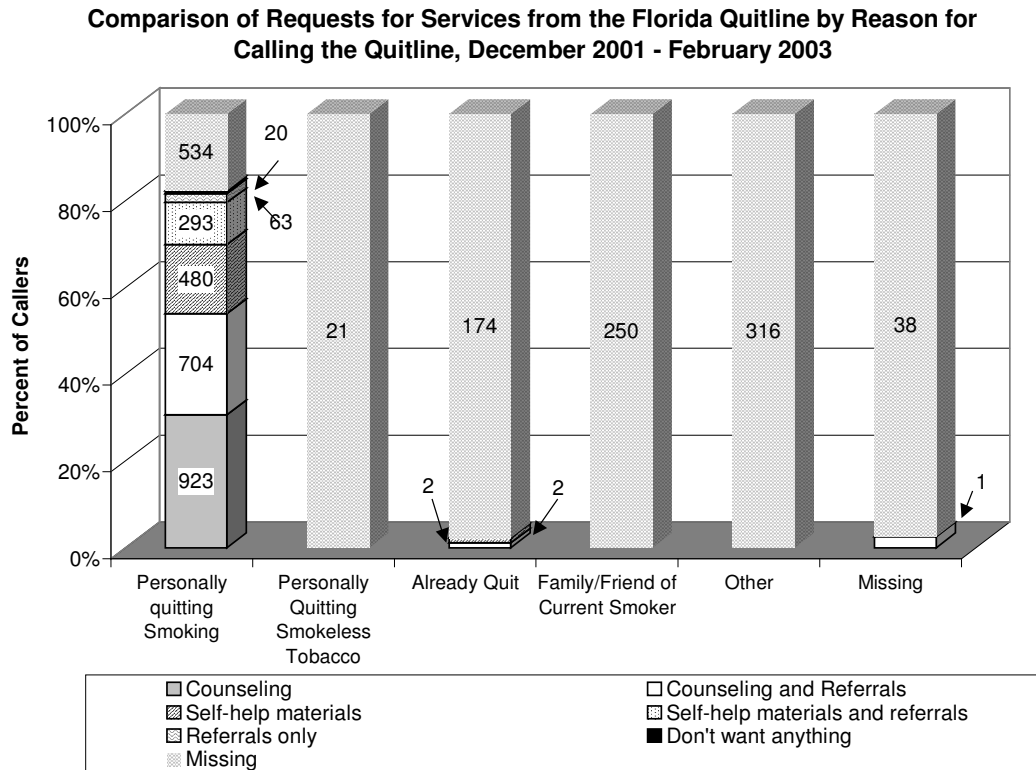 Comparison of Requests for Services from the Florida Quitline by Reason for
Calling the Quitline, December 2001 - February 2003
Percent of Callers
100%
80%
60%
40%
20%
0%
534
20
63
293
480
704
923
21
174
2
2
250
316
38
1
Personally
quitting
Smoking
Personally
Quitting
Smokeless
Tobacco
Already Quit
Family/Friend of
Current Smoker
Other
Missing
Counseling
Counseling and Referrals
Self-help materials
Self-help materials and referrals
Referrals only
Don't want anything
Missing